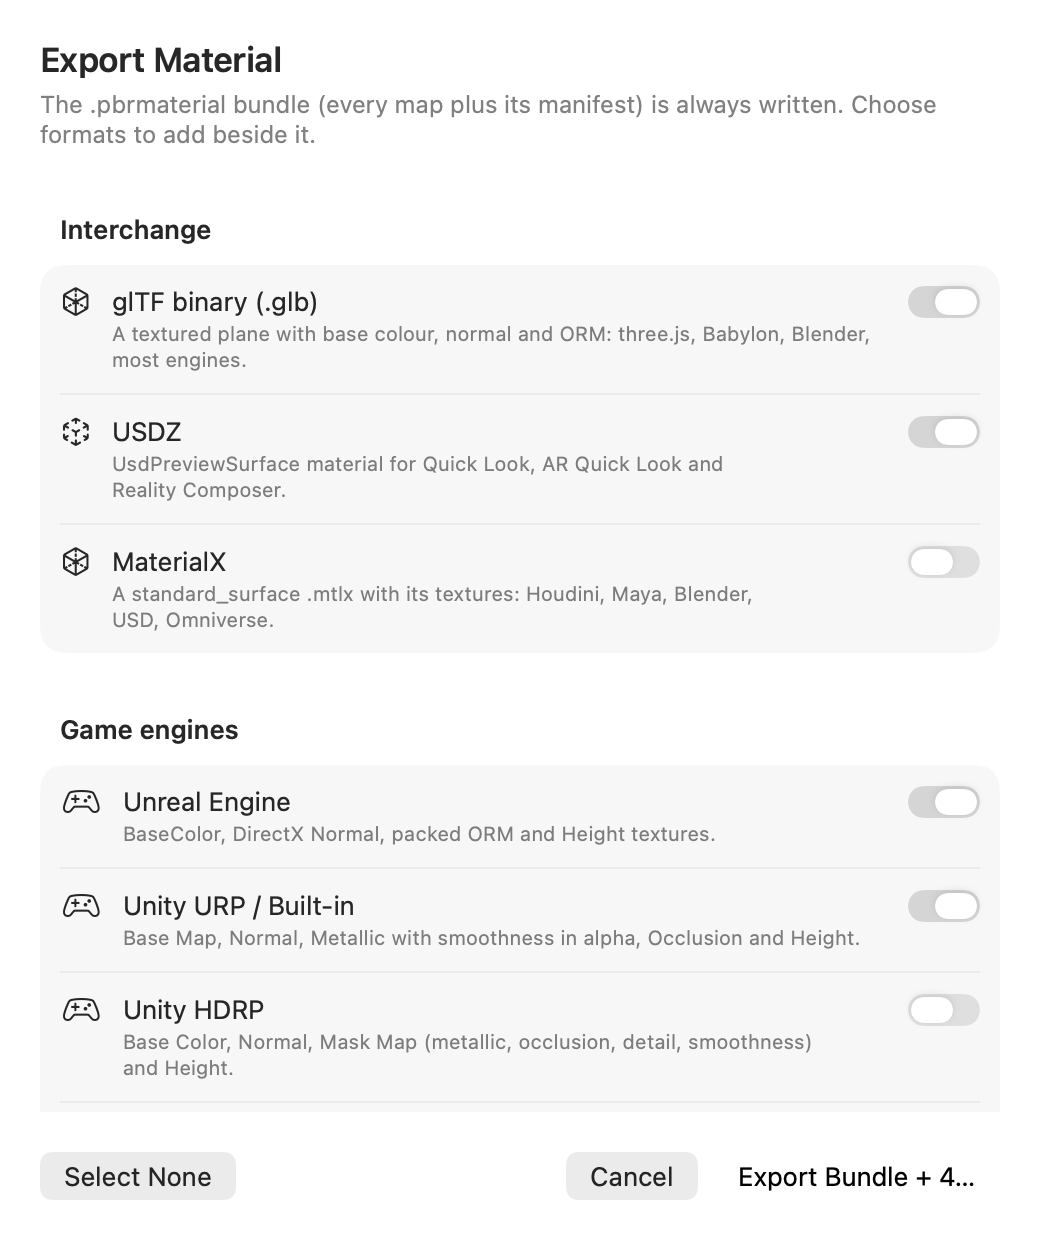 Export Material
The .pbrmaterial bundle (every map plus its manifest) is always written. Choose
formats to add beside it.
Interchange
glTF binary (.glb)
A textured plane with base colour, normal and ORM: three.js, Babylon, Blender,
most engines.
USDZ
UsdPreviewSurface material for Quick Look, AR Quick Look and
Reality Composer.
MaterialX
A standard_surface .mtlx with its textures: Houdini, Maya, Blender,
USD, Omniverse.
Game engines
Unreal Engine
BaseColor, DirectX Normal, packed ORM and Height textures.
Unity URP / Built-in
Base Map, Normal, Metallic with smoothness in alpha, Occlusion and Height.
Unity HDRP
Base Color, Normal, Mask Map (metallic, occlusion, detail, smoothness)
and Height.
Select None
Cancel
Export Bundle + 4...